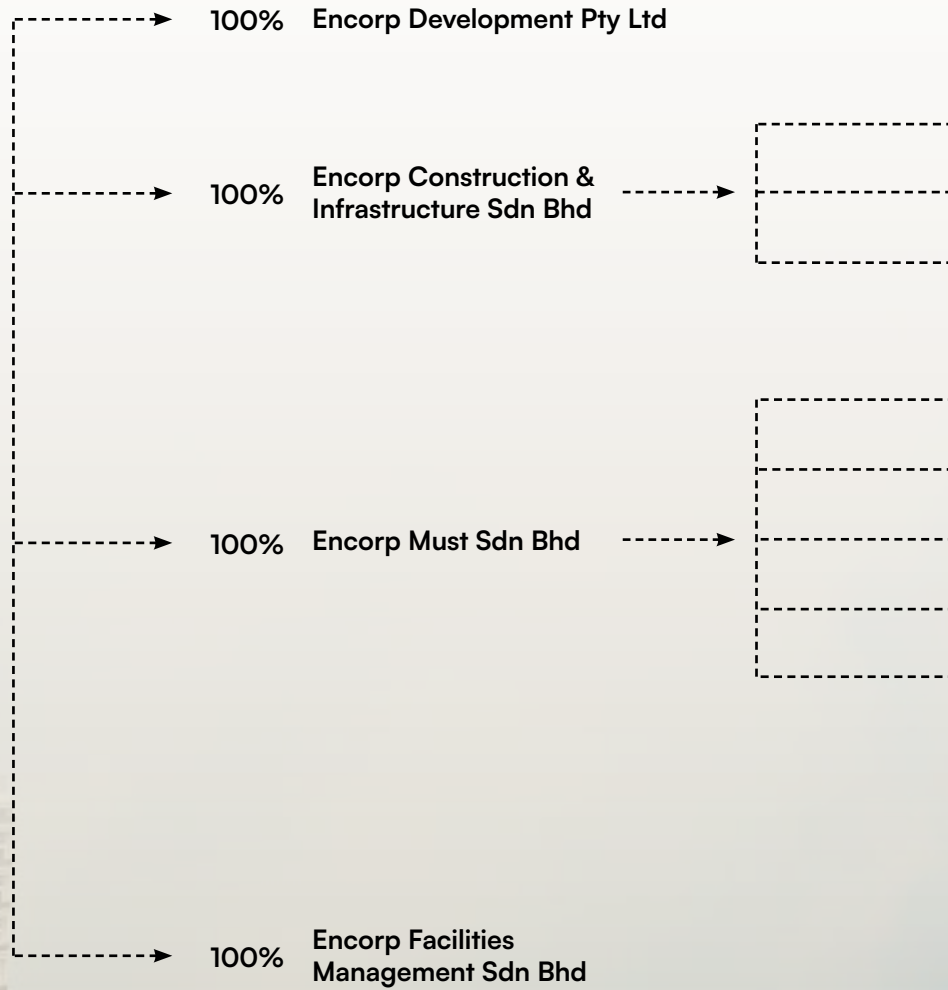 100% Encorp Development Pty Ltd
100% Encorp Construction &
Infrastructure Sdn Bhd
100% Encorp Must Sdn Bhd
100% Encorp Facilities
Management Sdn Bhd